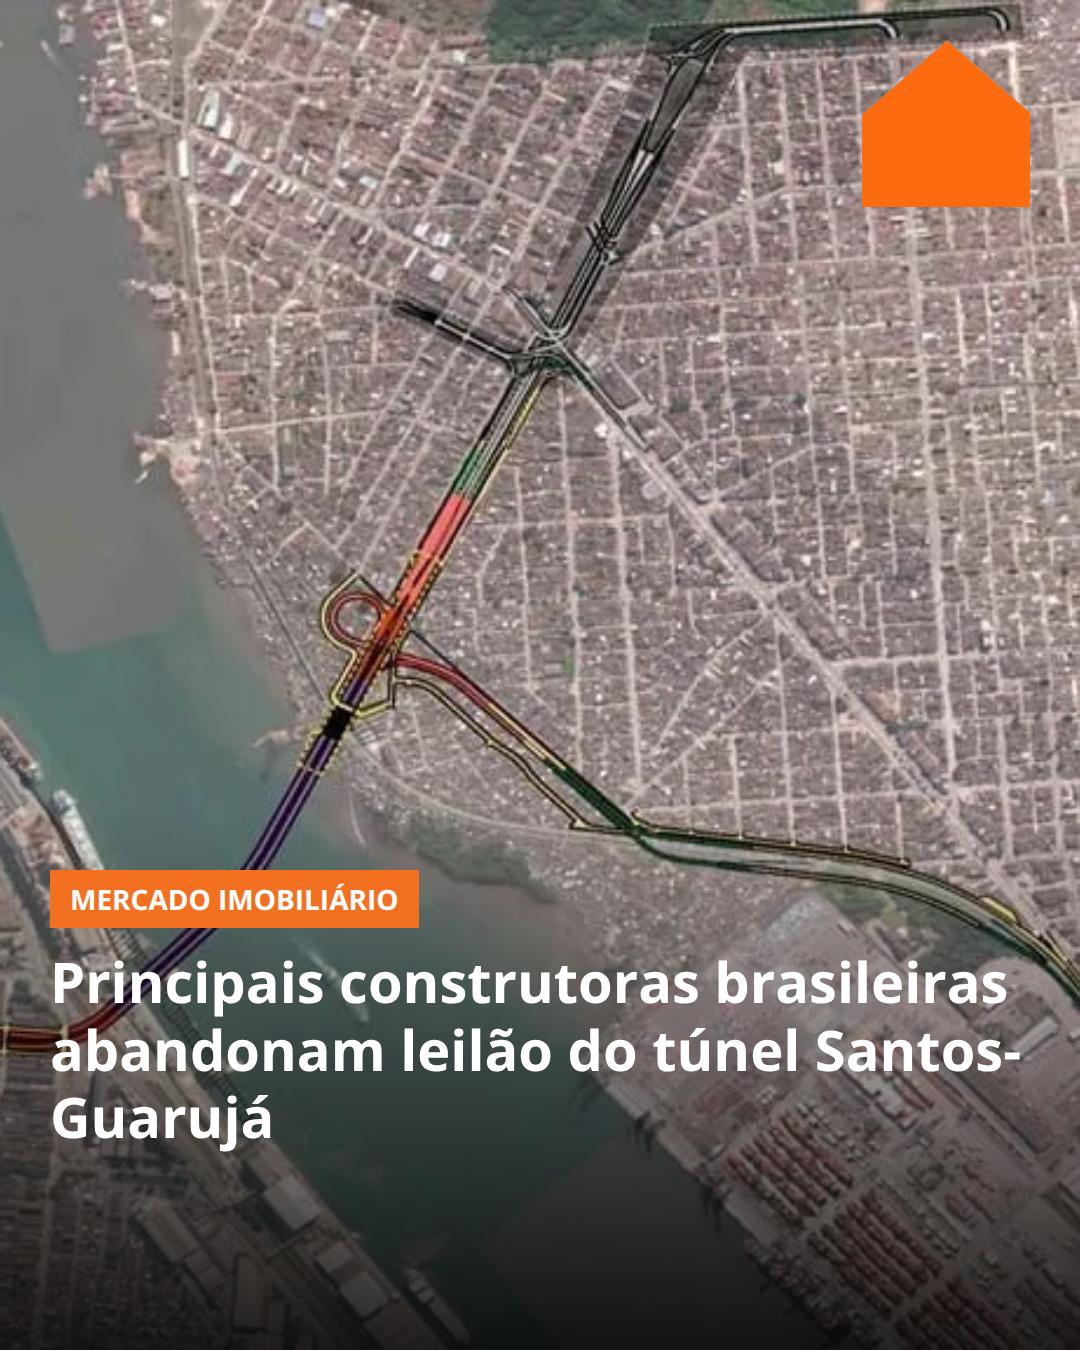 MERCADO IMOBILIÁRIO
Principais construtoras brasileiras
abandonam leilão do túnel Santos-
Guarujá